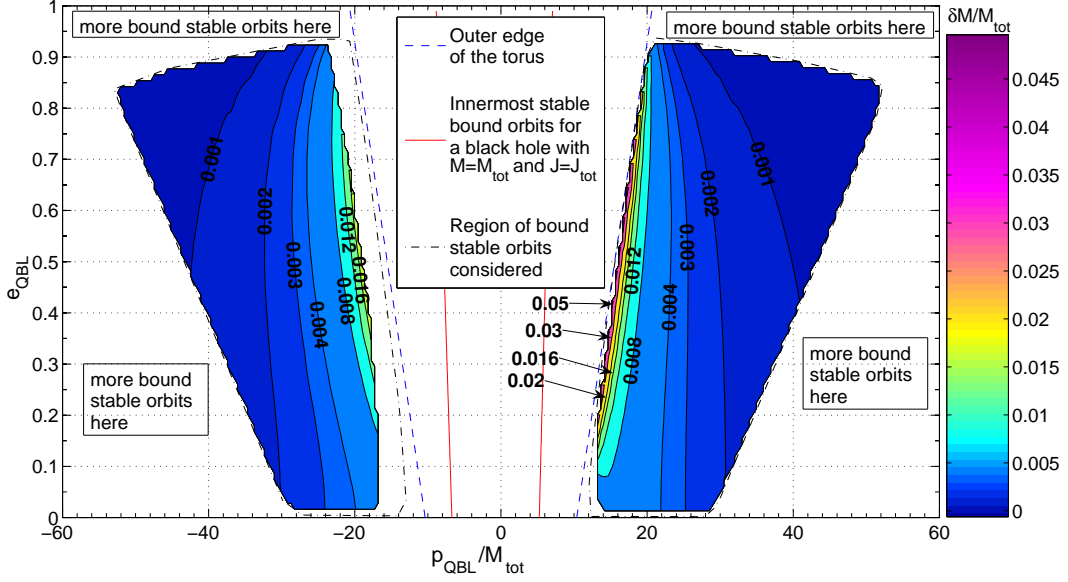 more bound stable orbits here
more bound stable orbits here
δM/M_tot
Outer edge
of the torus
Innermost stable
bound orbits for
a black hole with
M=M_tot and J=J_tot
Region of bound
stable orbits
considered
1
0.9
0.8
0.7
0.6
0.5
0.4
0.3
0.2
0.1
0
e_QBL
0.001
0.002
0.003
0.004
0.008
0.012
0.016
0.05
0.03
0.016
0.02
0.008
0.012
0.004
0.003
0.002
0.001
more bound
stable orbits
here
more bound
stable orbits
here
−60
−40
−20
0
20
40
60
p_QBL/M_tot
0.045
0.04
0.035
0.03
0.025
0.02
0.015
0.01
0.005
0